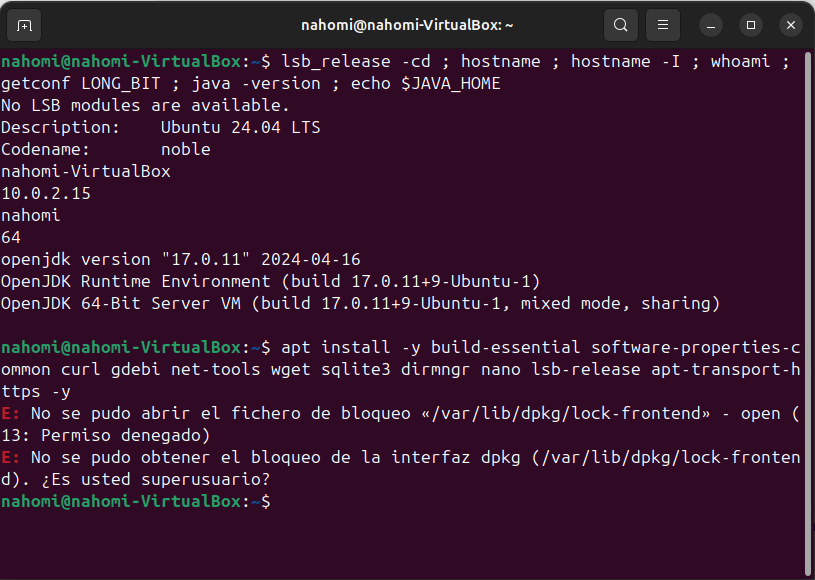 nahomi@nahomi-VirtualBox: ~
nahomi@nahomi-VirtualBox:~$ lsb_release -cd ; hostname ; hostname -I ; whoami ;
getconf LONG_BIT ; java -version ; echo $JAVA_HOME
No LSB modules are available.
Description:    Ubuntu 24.04 LTS
Codename:       noble
nahomi-VirtualBox
10.0.2.15
nahomi
64
openjdk version "17.0.11" 2024-04-16
OpenJDK Runtime Environment (build 17.0.11+9-Ubuntu-1)
OpenJDK 64-Bit Server VM (build 17.0.11+9-Ubuntu-1, mixed mode, sharing)
nahomi@nahomi-VirtualBox:~$ apt install -y build-essential software-properties-c
ommon curl gdebi net-tools wget sqlite3 dirmngr nano lsb-release apt-transport-h
ttps -y
E: No se pudo abrir el fichero de bloqueo «/var/lib/dpkg/lock-frontend» - open (
13: Permiso denegado)
E: No se pudo obtener el bloqueo de la interfaz dpkg (/var/lib/dpkg/lock-fronten
d). ¿Es usted superusuario?
nahomi@nahomi-VirtualBox:~$